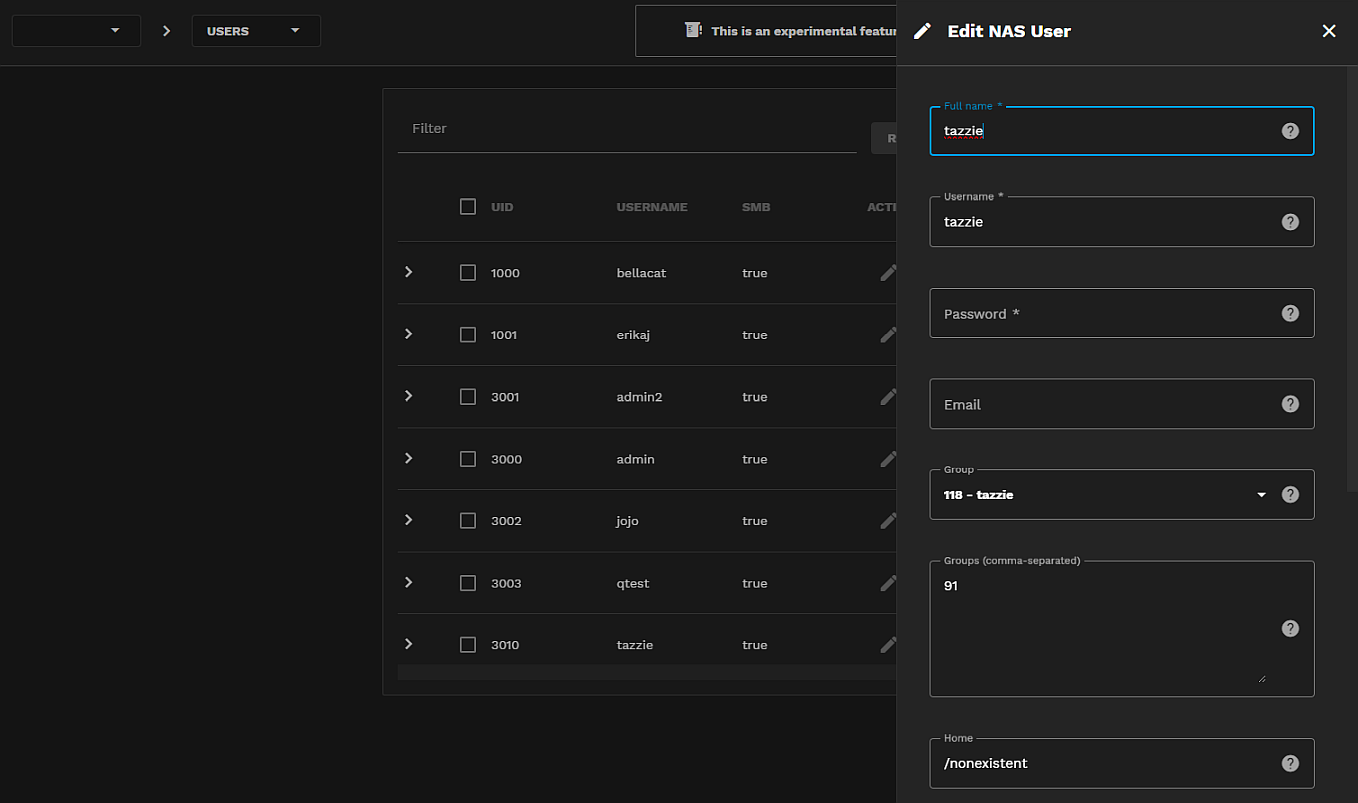 USERS
This is an experimental featur
Edit NAS User
Filter
R
UID USERNAME SMB ACTI
1000 bellacat true
1001 erikaj true
3001 admin2 true
3000 admin true
3002 jojo true
3003 qtest true
3010 tazzie true
Full name *
tazzie
Username *
tazzie
Password *
Email
Group
118 - tazzie
Groups (comma-separated)
91
Home
/nonexistent